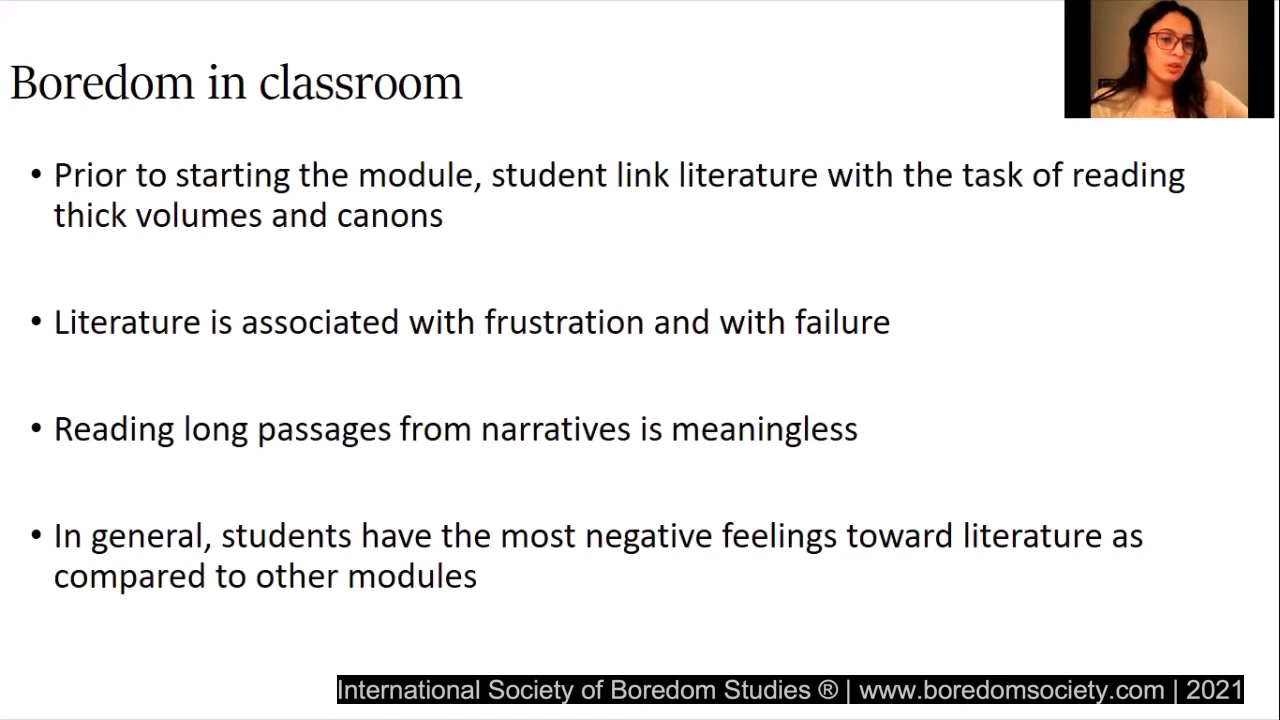 Boredom in classroom
• Prior to starting the module, student link literature with the task of reading
thick volumes and canons
• Literature is associated with frustration and with failure
• Reading long passages from narratives is meaningless
• In general, students have the most negative feelings toward literature as
compared to other modules
International Society of Boredom Studies ® | www.boredomsociety.com | 2021